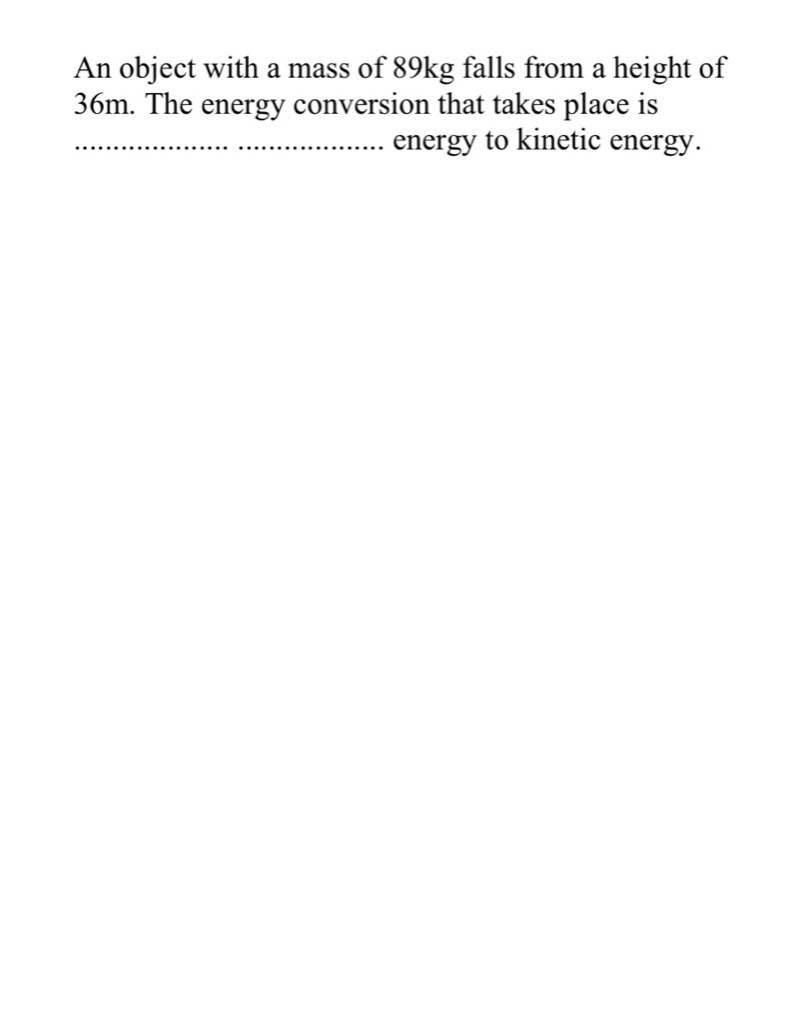 An object with a mass of 89kg falls from a height of
36m. The energy conversion that takes place is
.................... ................... energy to kinetic energy.